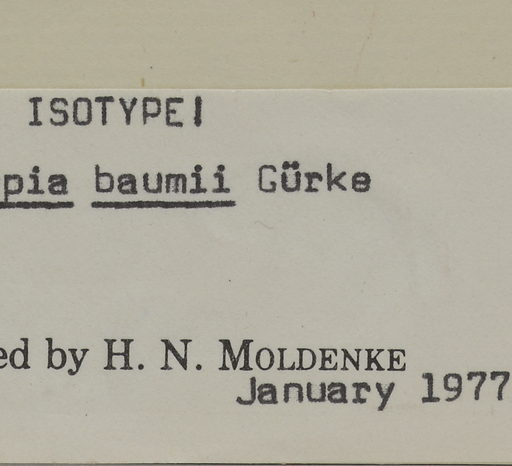 ISOTYPE!
pia baumii Gürke
ed by H. N. MOLDENKE
January 1977